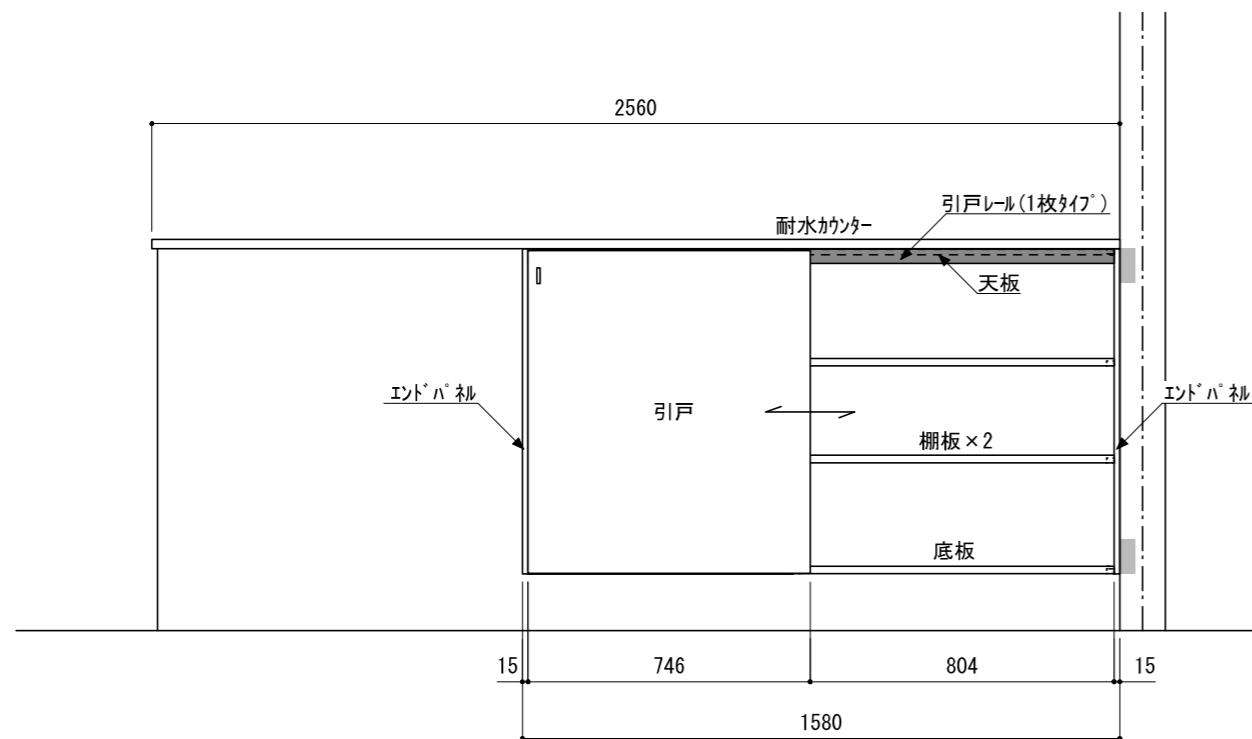 2560
引戸ﾚｰﾙ(1枚ﾀｲﾌﾟ)
耐水ｶｳﾝﾀｰ
天板
ｴﾝﾄﾞﾊﾟﾈﾙ
引戸
ｴﾝﾄﾞﾊﾟﾈﾙ
棚板×2
底板
15 746 804 15
1580